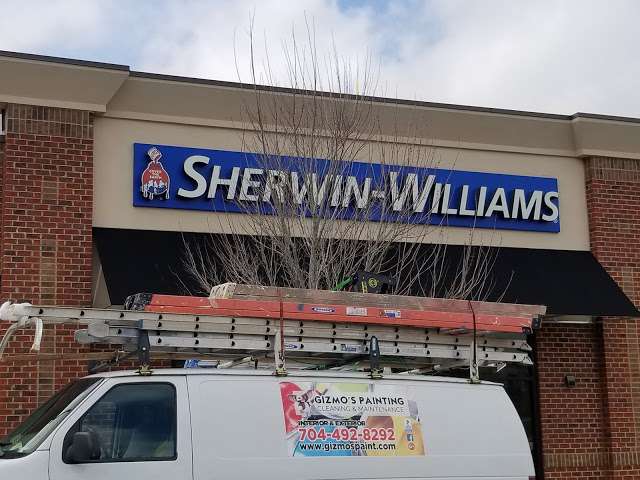 SHERWIN-WILLIAMS
GIZMO'S PAINTING
CLEANING & MAINTENANCE
INTERIOR & EXTERIOR
704-492-8292
www.gizmospaint.com